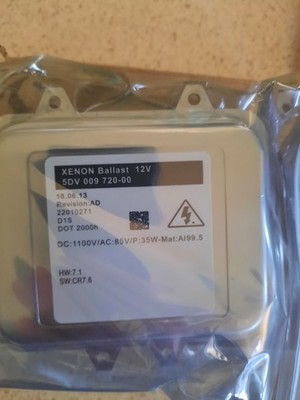 XENON Ballast 12V
5DV 009 720-00
18.06.13
Revision:AD
22010271
D1S
DOT 2000h
DC:1100V/AC:85V/P:35W-Mat:Al99.5
HW:7.1
SW:CR7.6